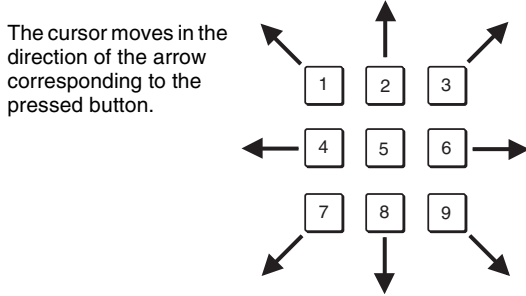 The cursor moves in the
direction of the arrow
corresponding to the
pressed button.
1 2 3
4 5 6
7 8 9